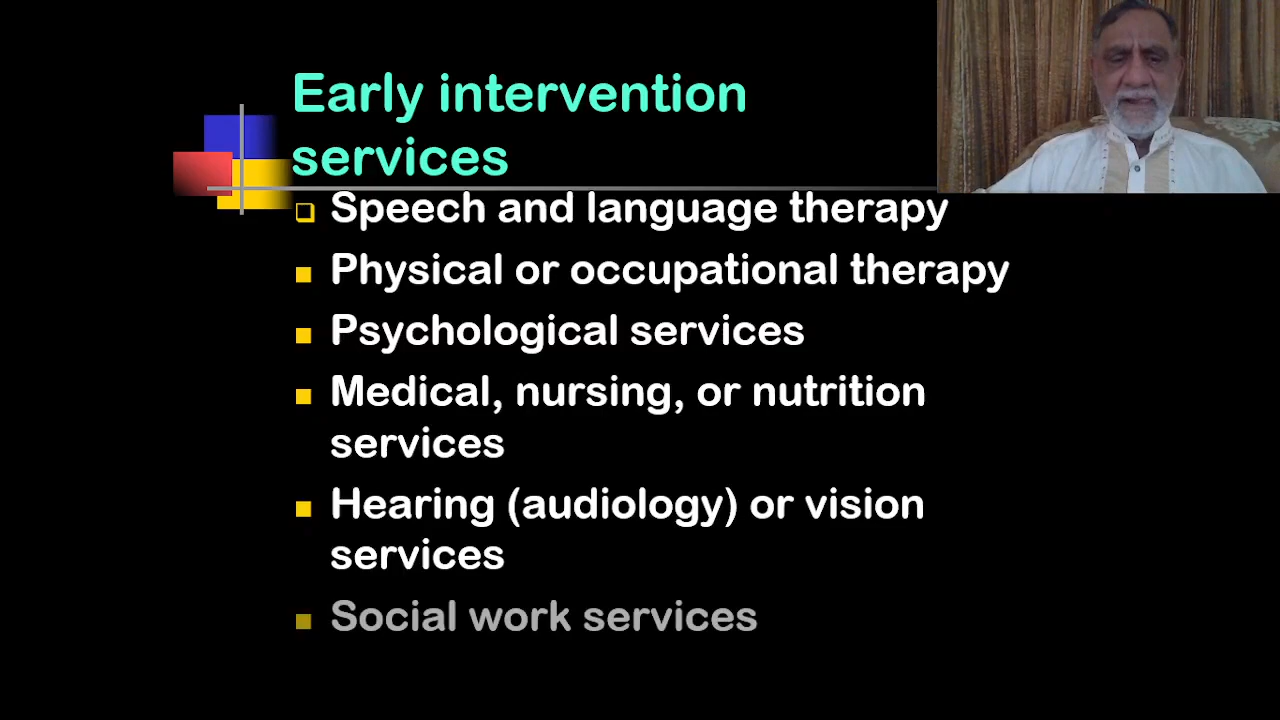 Early intervention
services
Speech and language therapy
Physical or occupational therapy
Psychological services
Medical, nursing, or nutrition
services
Hearing (audiology) or vision
services
Social work services